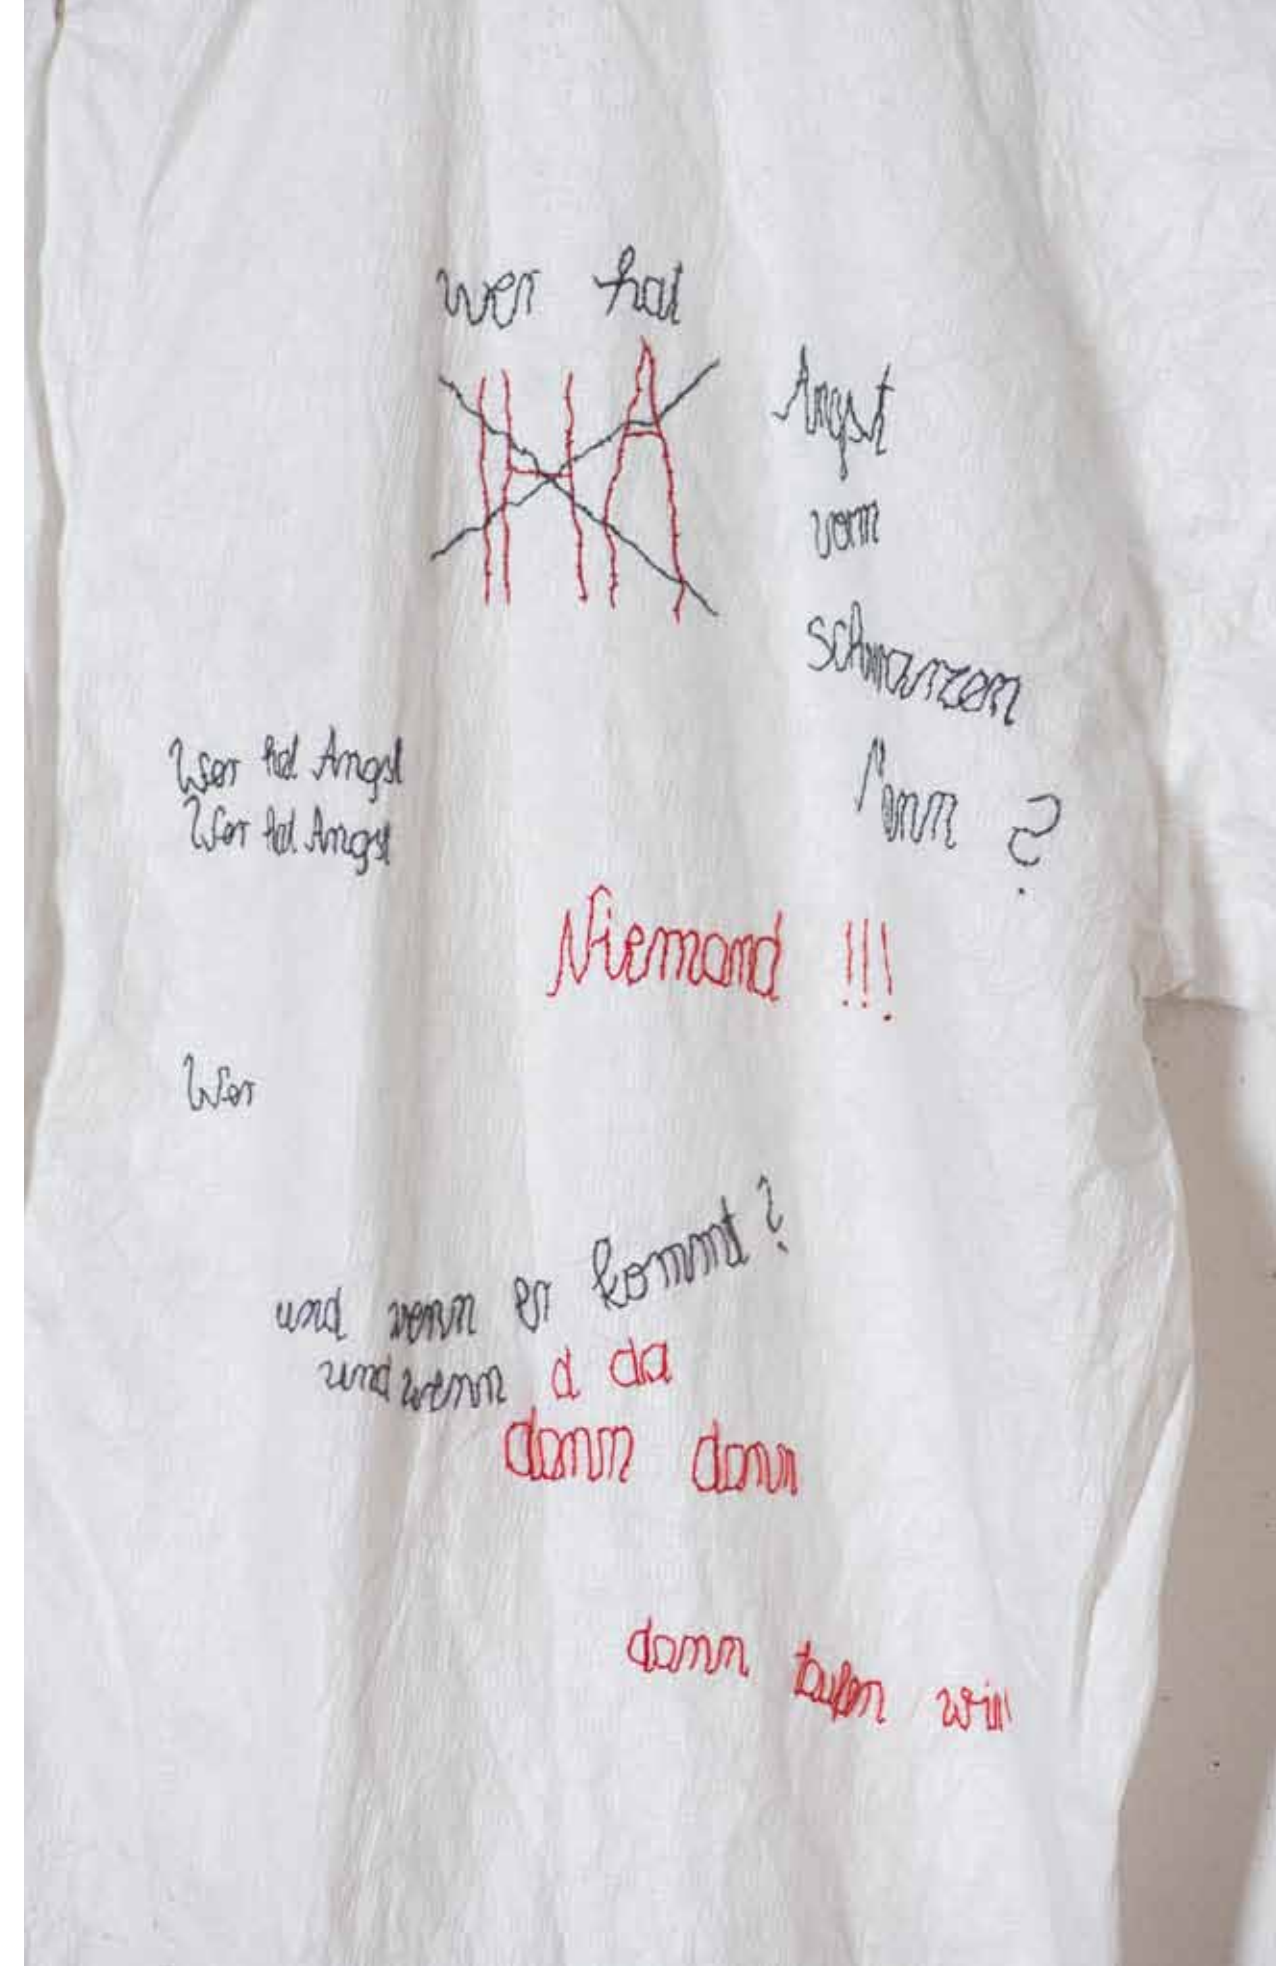 wer hat
Angst
vorm
schwarzen
Mann ?
Wer hat Angst
Wer hat Angst
Niemand !!!
Wer
und wenn er kommt ?
und wenn d da
dann dann
dann laufen wir